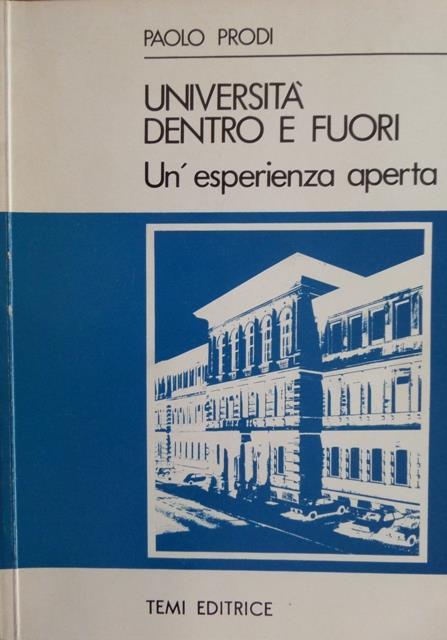 PAOLO PRODI
UNIVERSITÀ
DENTRO E FUORI
Un' esperienza aperta
TEMI EDITRICE